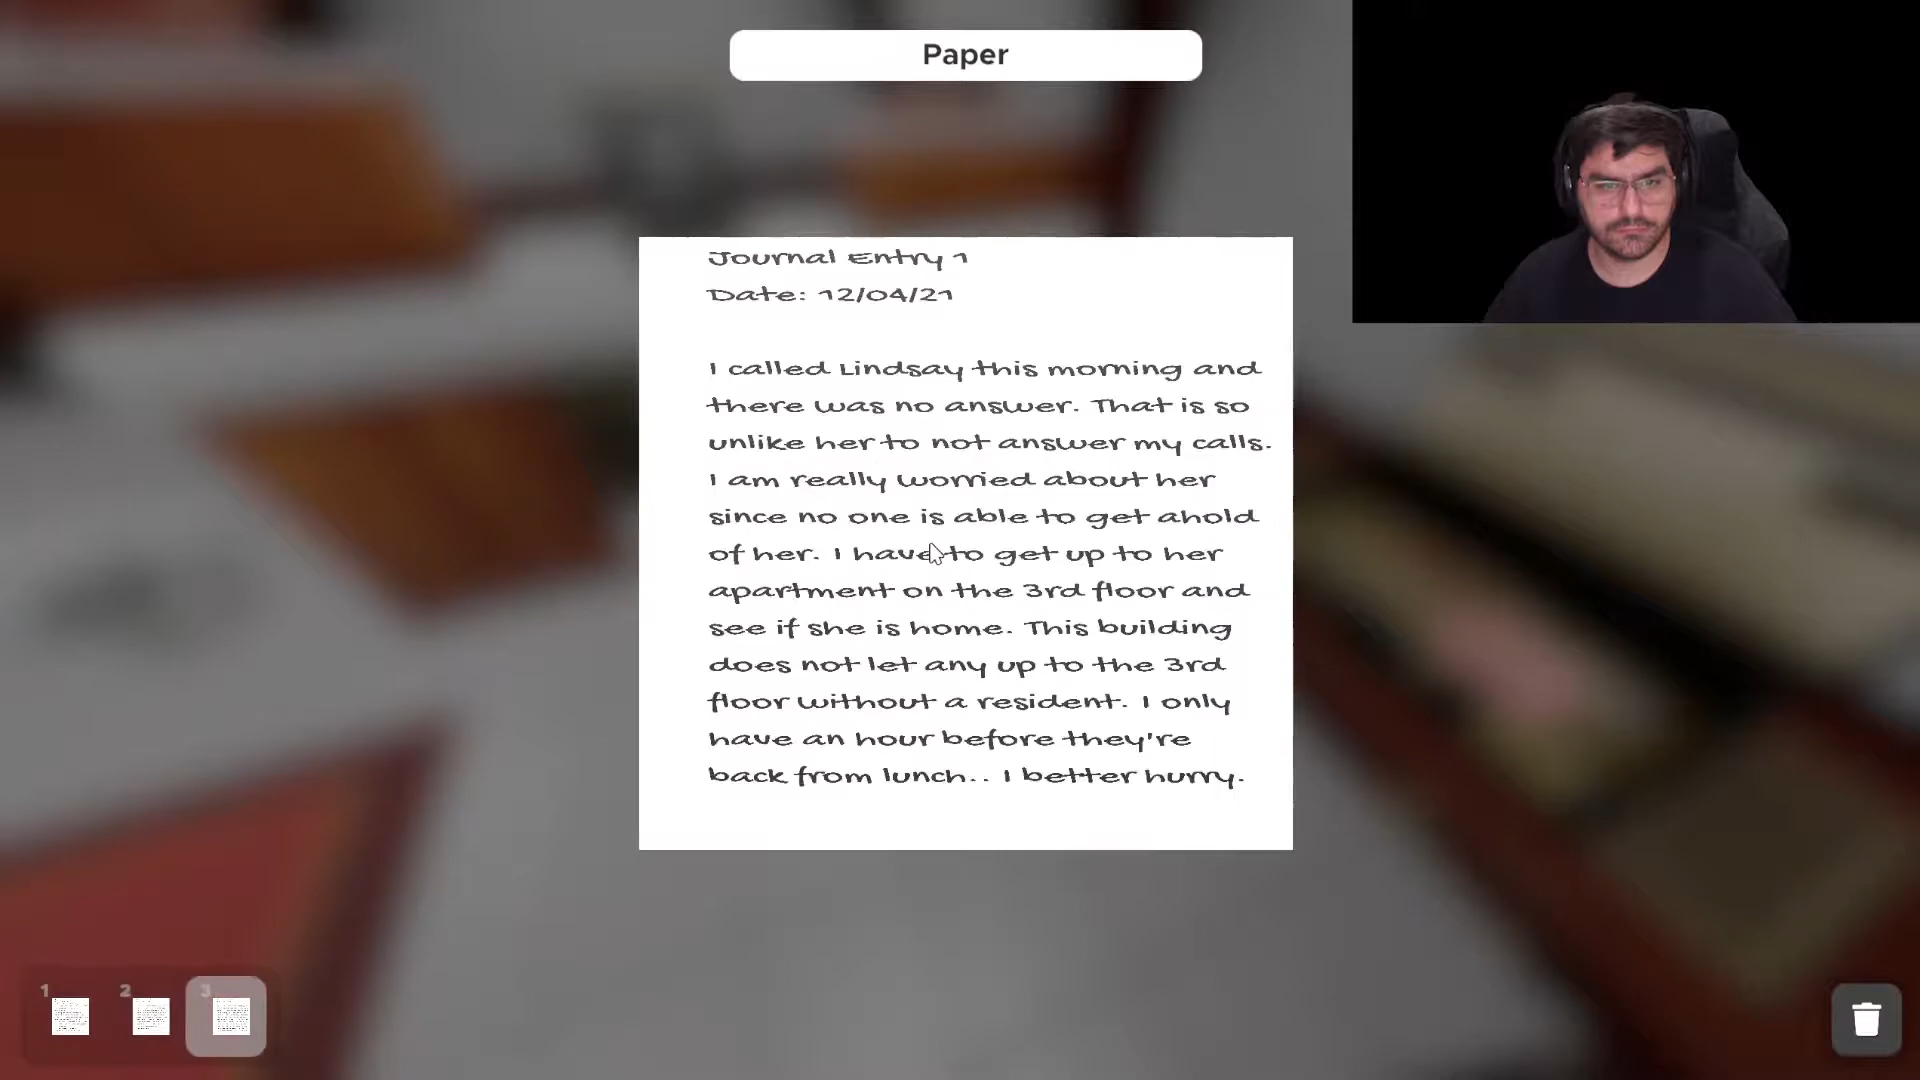 Paper
Journal Entry 1
Date: 12/04/21
I called Lindsay this morning and
there was no answer. That is so
unlike her to not answer my calls.
I am really worried about her
since no one is able to get ahold
of her. I have to get up to her
apartment on the 3rd floor and
see if she is home. This building
does not let any up to the 3rd
floor without a resident. I only
have an hour before they're
back from lunch.. I better hurry.
1
2
3